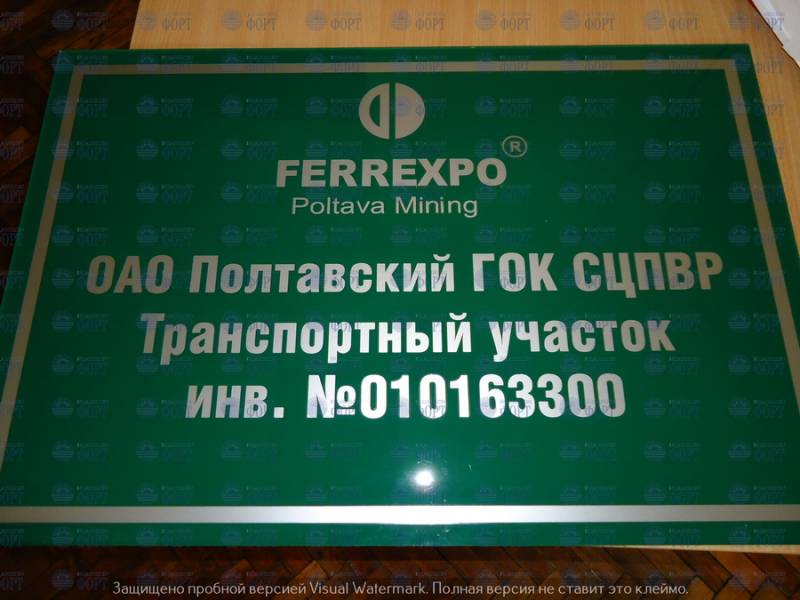 FERREXPO®
Poltava Mining
ОАО Полтавский ГОК СЦПВР
Транспортный участок
инв. №010163300
Защищено пробной версией Visual Watermark. Полная версия не ставит это клеймо.
ФОРТ